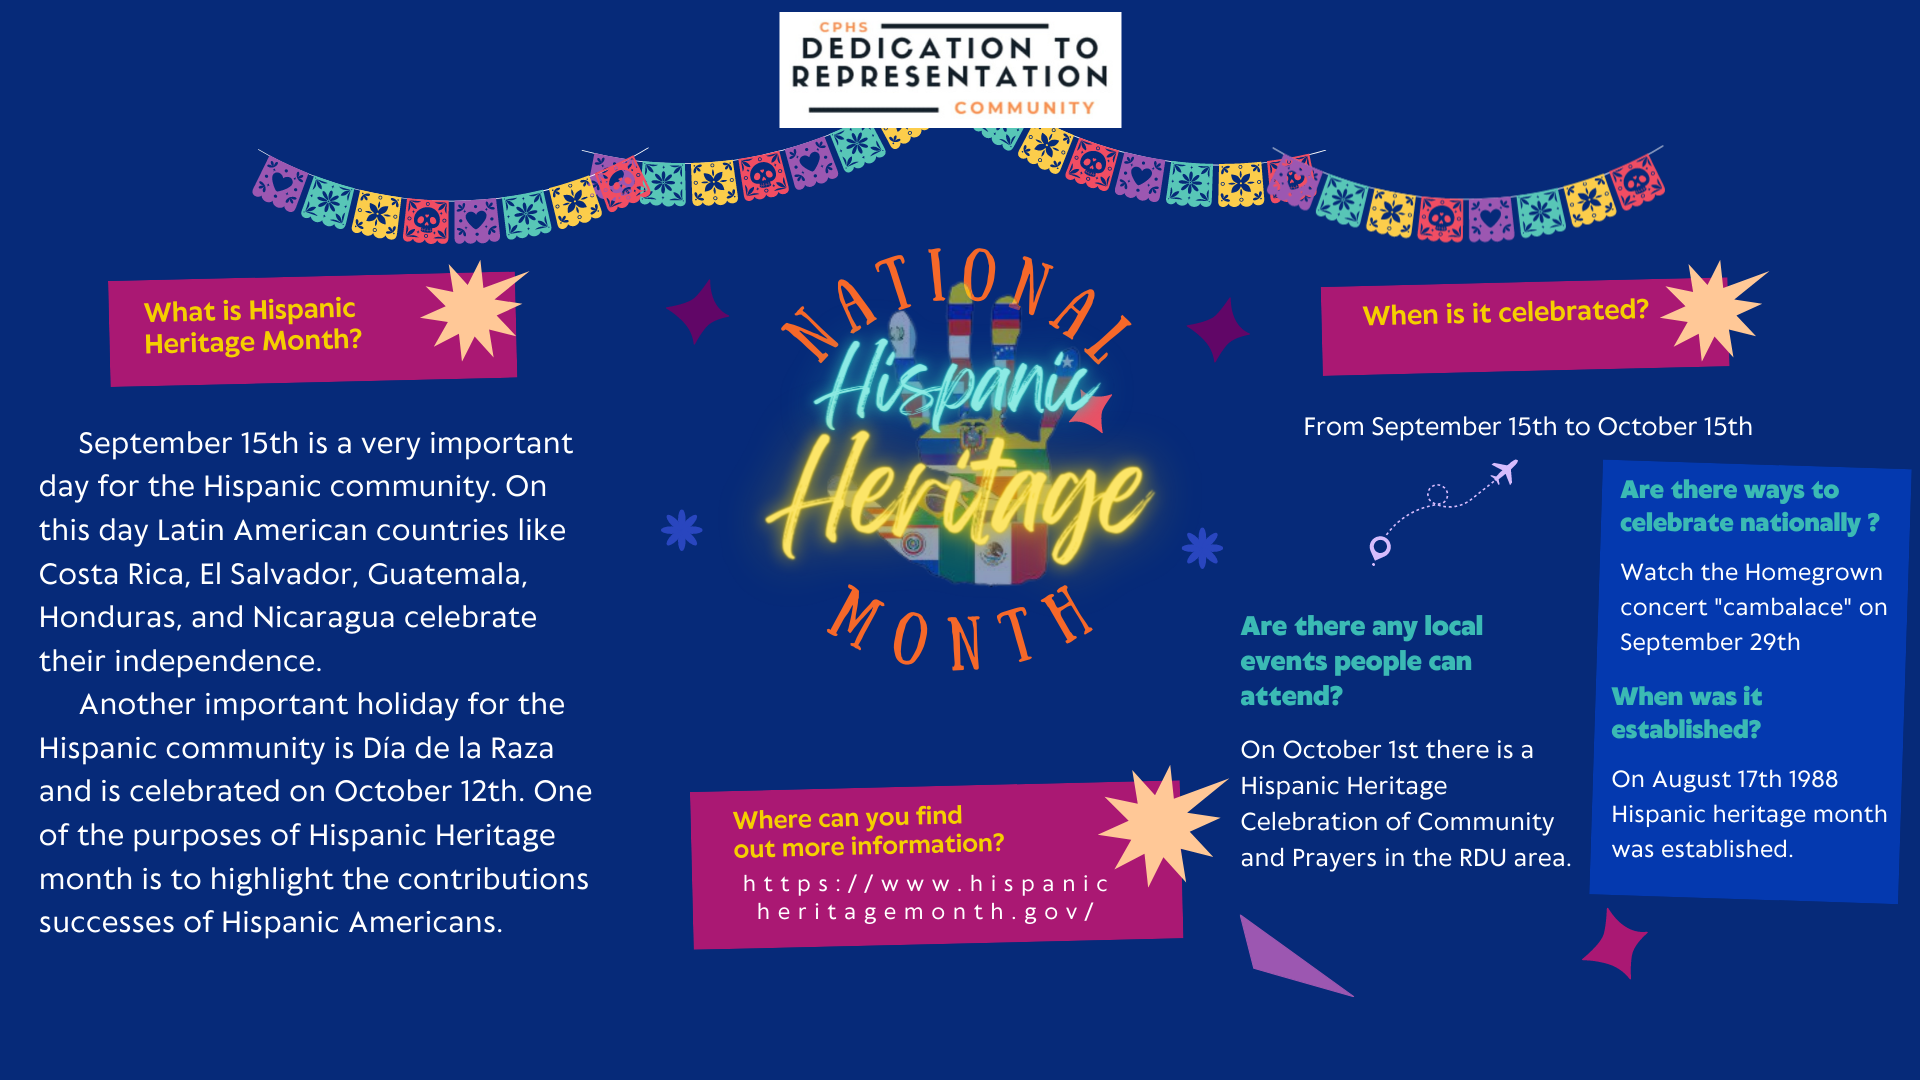 CPHS
DEDICATION TO
REPRESENTATION
COMMUNITY
What is Hispanic
Heritage Month?
September 15th is a very important
day for the Hispanic community. On
this day Latin American countries like
Costa Rica, El Salvador, Guatemala,
Honduras, and Nicaragua celebrate
their independence.
Another important holiday for the
Hispanic community is Día de la Raza
and is celebrated on October 12th. One
of the purposes of Hispanic Heritage
month is to highlight the contributions
successes of Hispanic Americans.
NATIONAL
Hispanic
Heritage
MONTH
Where can you find
out more information?
https://www.hispanic
heritagemonth.gov/
When is it celebrated?
From September 15th to October 15th
Are there any local
events people can
attend?
On October 1st there is a
Hispanic Heritage
Celebration of Community
and Prayers in the RDU area.
Are there ways to
celebrate nationally ?
Watch the Homegrown
concert "cambalace" on
September 29th
When was it
established?
On August 17th 1988
Hispanic heritage month
was established.